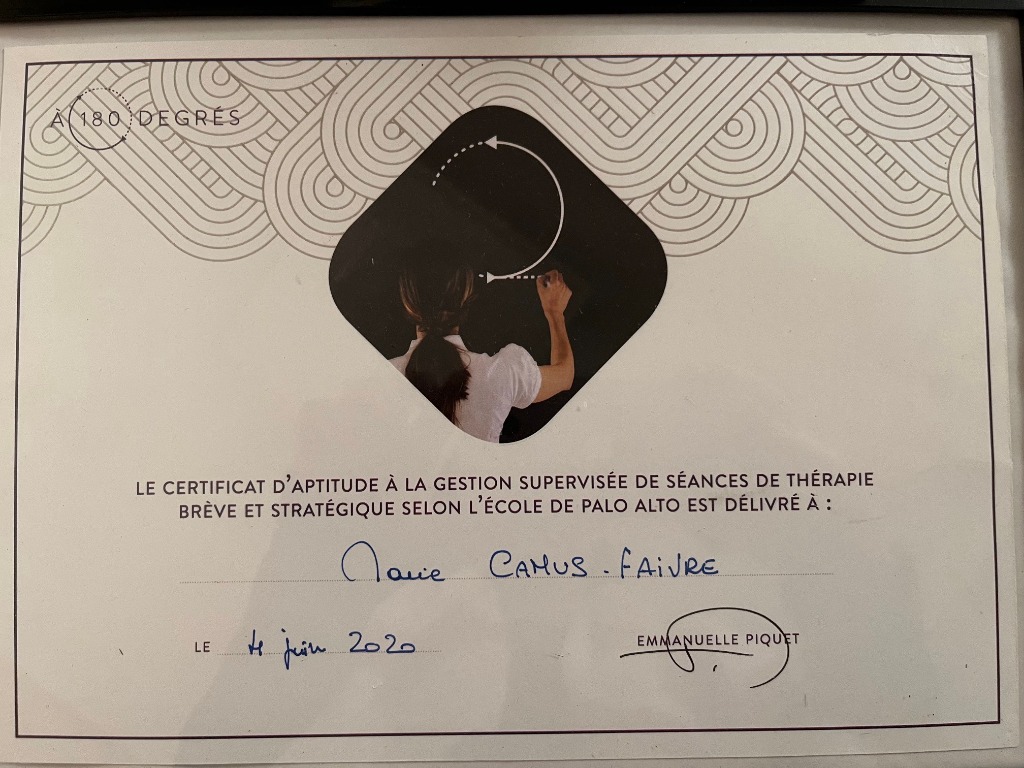 À 180 DEGRÉS
LE CERTIFICAT D'APTITUDE À LA GESTION SUPERVISÉE DE SÉANCES DE THÉRAPIE
BRÈVE ET STRATÉGIQUE SELON L'ÉCOLE DE PALO ALTO EST DÉLIVRÉ À :
Marie CAMUS-FAIVRE
LE juin 2020
EMMANUELLE PIQUET